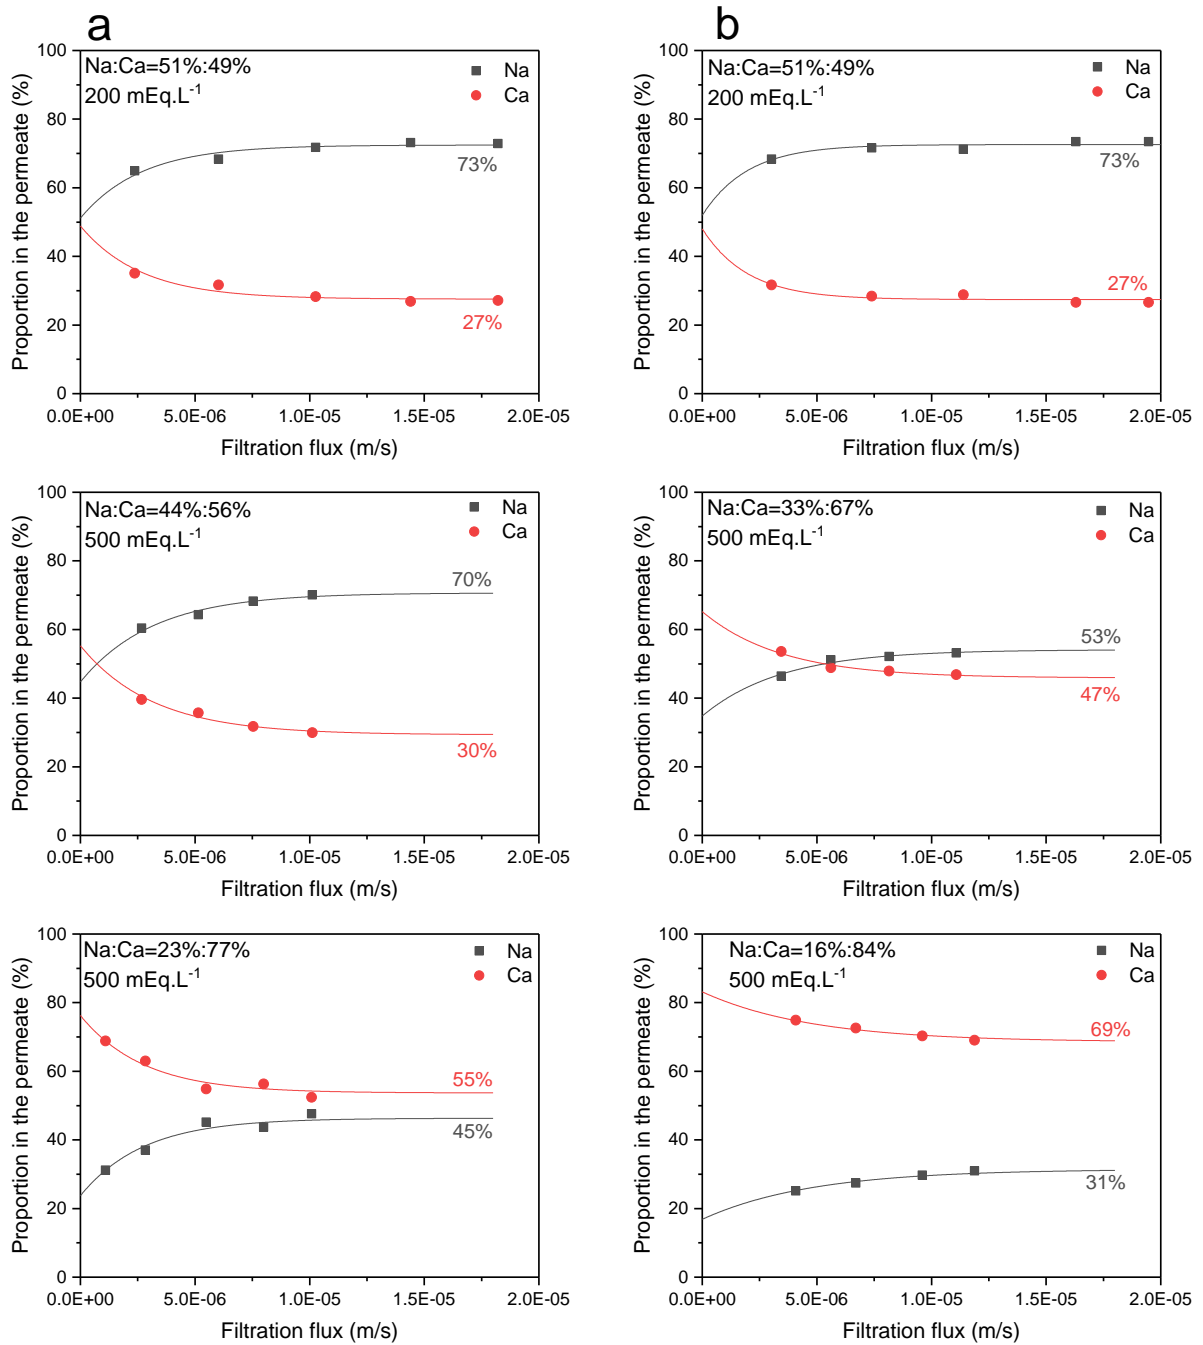 a
Proportion in the permeate (%)
100
80
60
40
20
0
Na:Ca=51%:49%
200 mEq.L-1
Na
Ca
73%
27%
0.0E+00
5.0E-06
1.0E-05
1.5E-05
2.0E-05
Filtration flux (m/s)
b
Proportion in the permeate (%)
100
80
60
40
20
0
Na:Ca=51%:49%
200 mEq.L-1
Na
Ca
73%
27%
0.0E+00
5.0E-06
1.0E-05
1.5E-05
2.0E-05
Filtration flux (m/s)
Proportion in the permeate (%)
100
80
60
40
20
0
Na:Ca=44%:56%
500 mEq.L-1
Na
Ca
70%
30%
0.0E+00
5.0E-06
1.0E-05
1.5E-05
2.0E-05
Filtration flux (m/s)
Proportion in the permeate (%)
100
80
60
40
20
0
Na:Ca=33%:67%
500 mEq.L-1
Na
Ca
53%
47%
0.0E+00
5.0E-06
1.0E-05
1.5E-05
2.0E-05
Filtration flux (m/s)
Proportion in the permeate (%)
100
80
60
40
20
0
Na:Ca=23%:77%
500 mEq.L-1
Na
Ca
55%
45%
0.0E+00
5.0E-06
1.0E-05
1.5E-05
2.0E-05
Filtration flux (m/s)
Proportion in the permeate (%)
100
80
60
40
20
0
Na:Ca=16%:84%
500 mEq.L-1
Na
Ca
69%
31%
0.0E+00
5.0E-06
1.0E-05
1.5E-05
2.0E-05
Filtration flux (m/s)